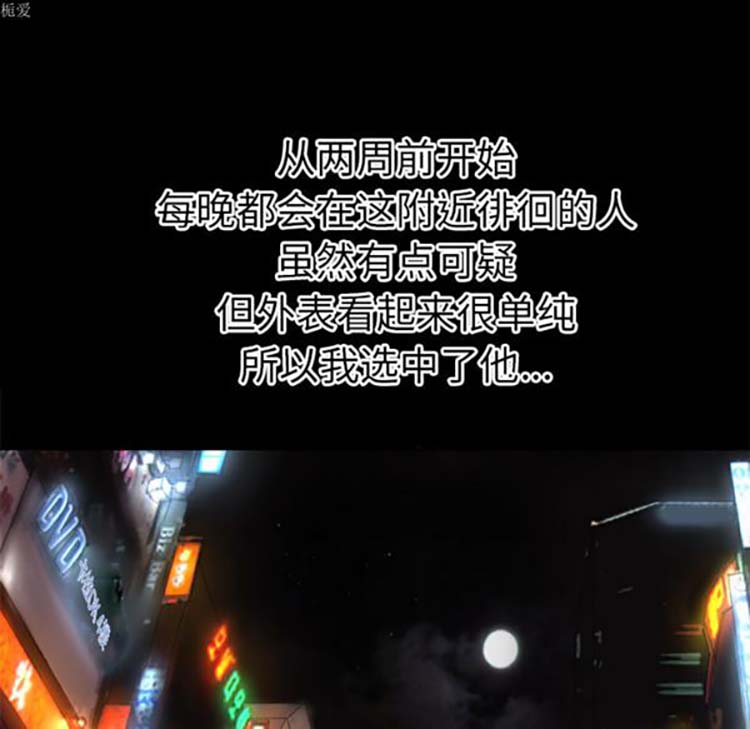 栀爱
从两周前开始
每晚都会在这附近徘徊的人
虽然有点可疑
但外表看起来很单纯
所以我选中了他...
DVD
Biz Bar